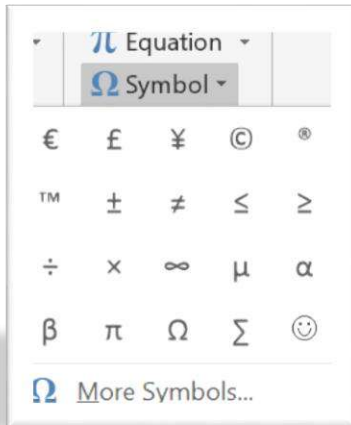 π Equation
Ω Symbol
€ £ ¥ © ®
™ ± ≠ ≤ ≥
÷ × ∞ µ α
β π Ω ∑ ☺
Ω More Symbols...